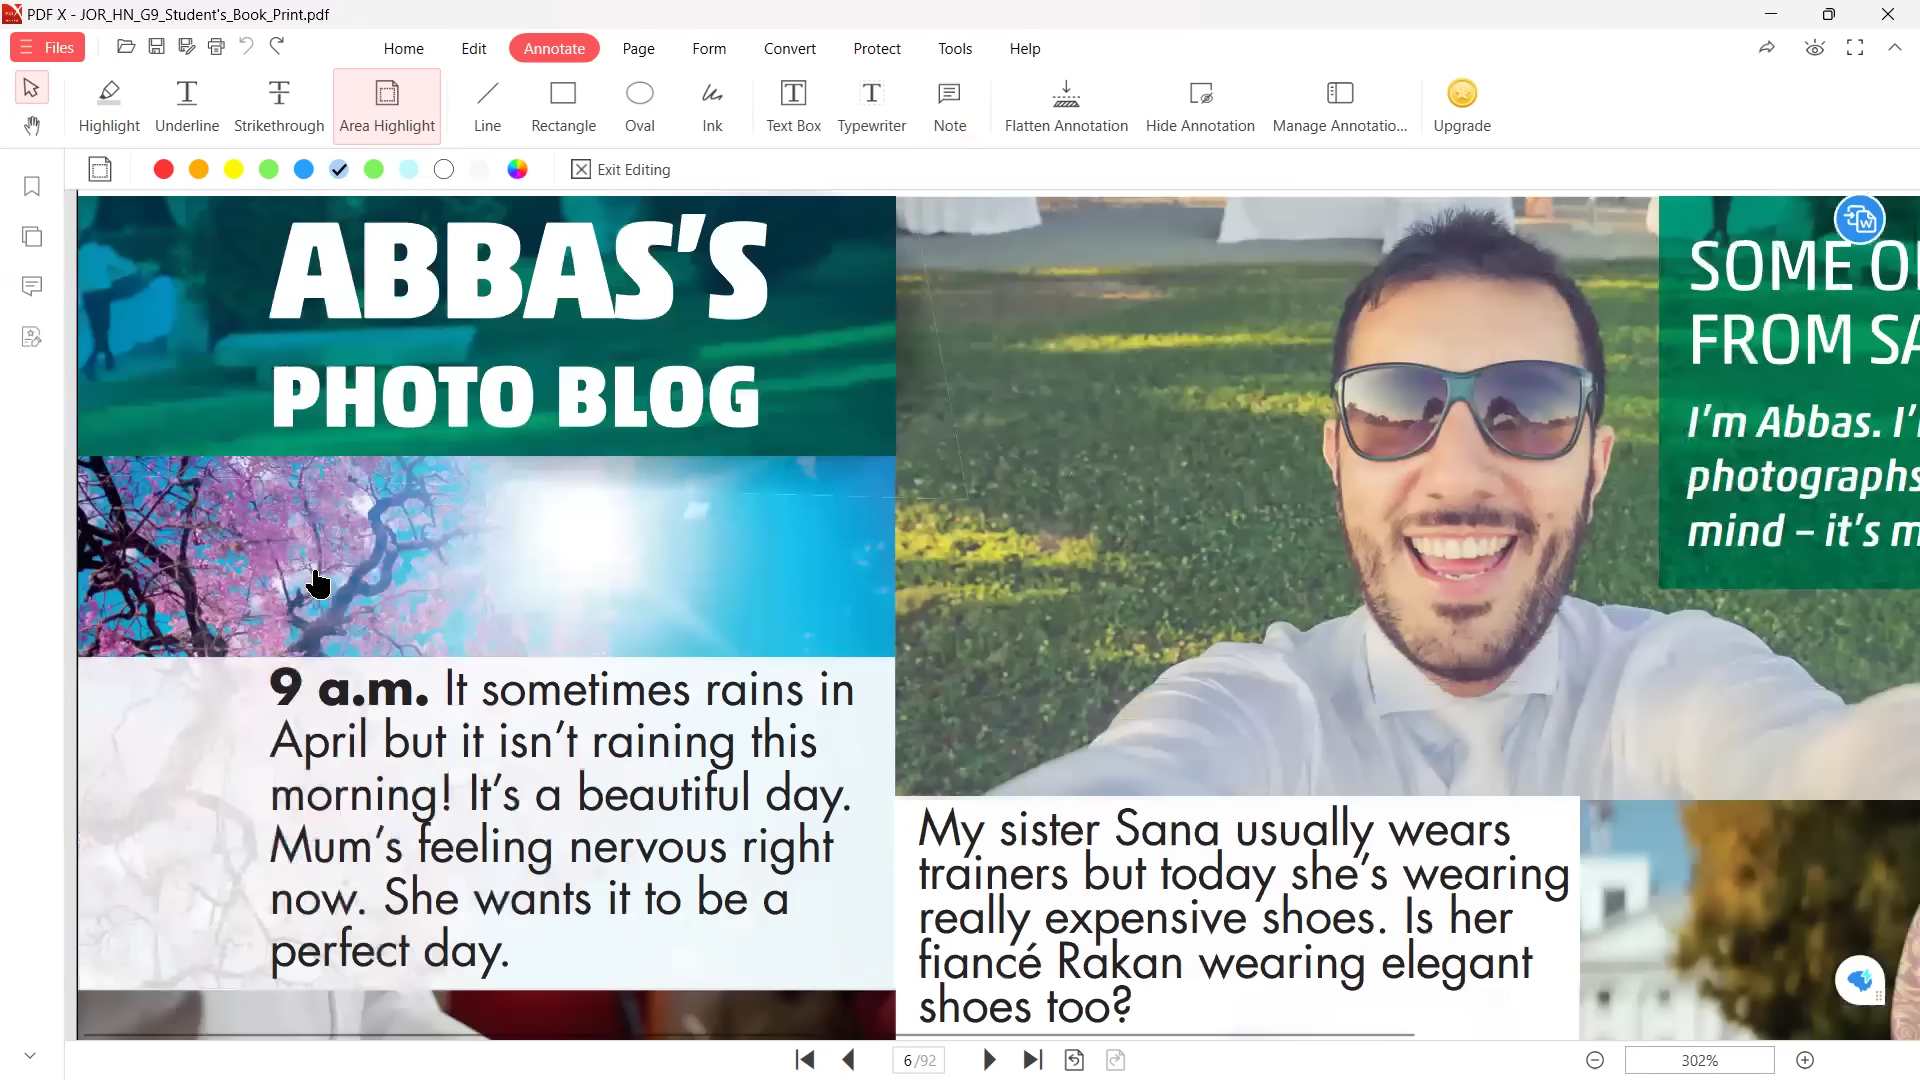 PDF X - JOR_HN_G9_Student's_Book_Print.pdf
Files
Home Edit Annotate Page Form Convert Protect Tools Help
Highlight Underline Strikethrough Area Highlight Line Rectangle Oval Ink Text Box Typewriter Note Flatten Annotation Hide Annotation Manage Annotatio... Upgrade
Exit Editing
ABBAS'S
PHOTO BLOG
9 a.m. It sometimes rains in
April but it isn't raining this
morning! It's a beautiful day.
Mum's feeling nervous right
now. She wants it to be a
perfect day.
My sister Sana usually wears
trainers but today she's wearing
really expensive shoes. Is her
fiancé Rakan wearing elegant
shoes too?
SOME O
FROM SA
I'm Abbas. I'
photographs
mind – it's m
6 /92
302%